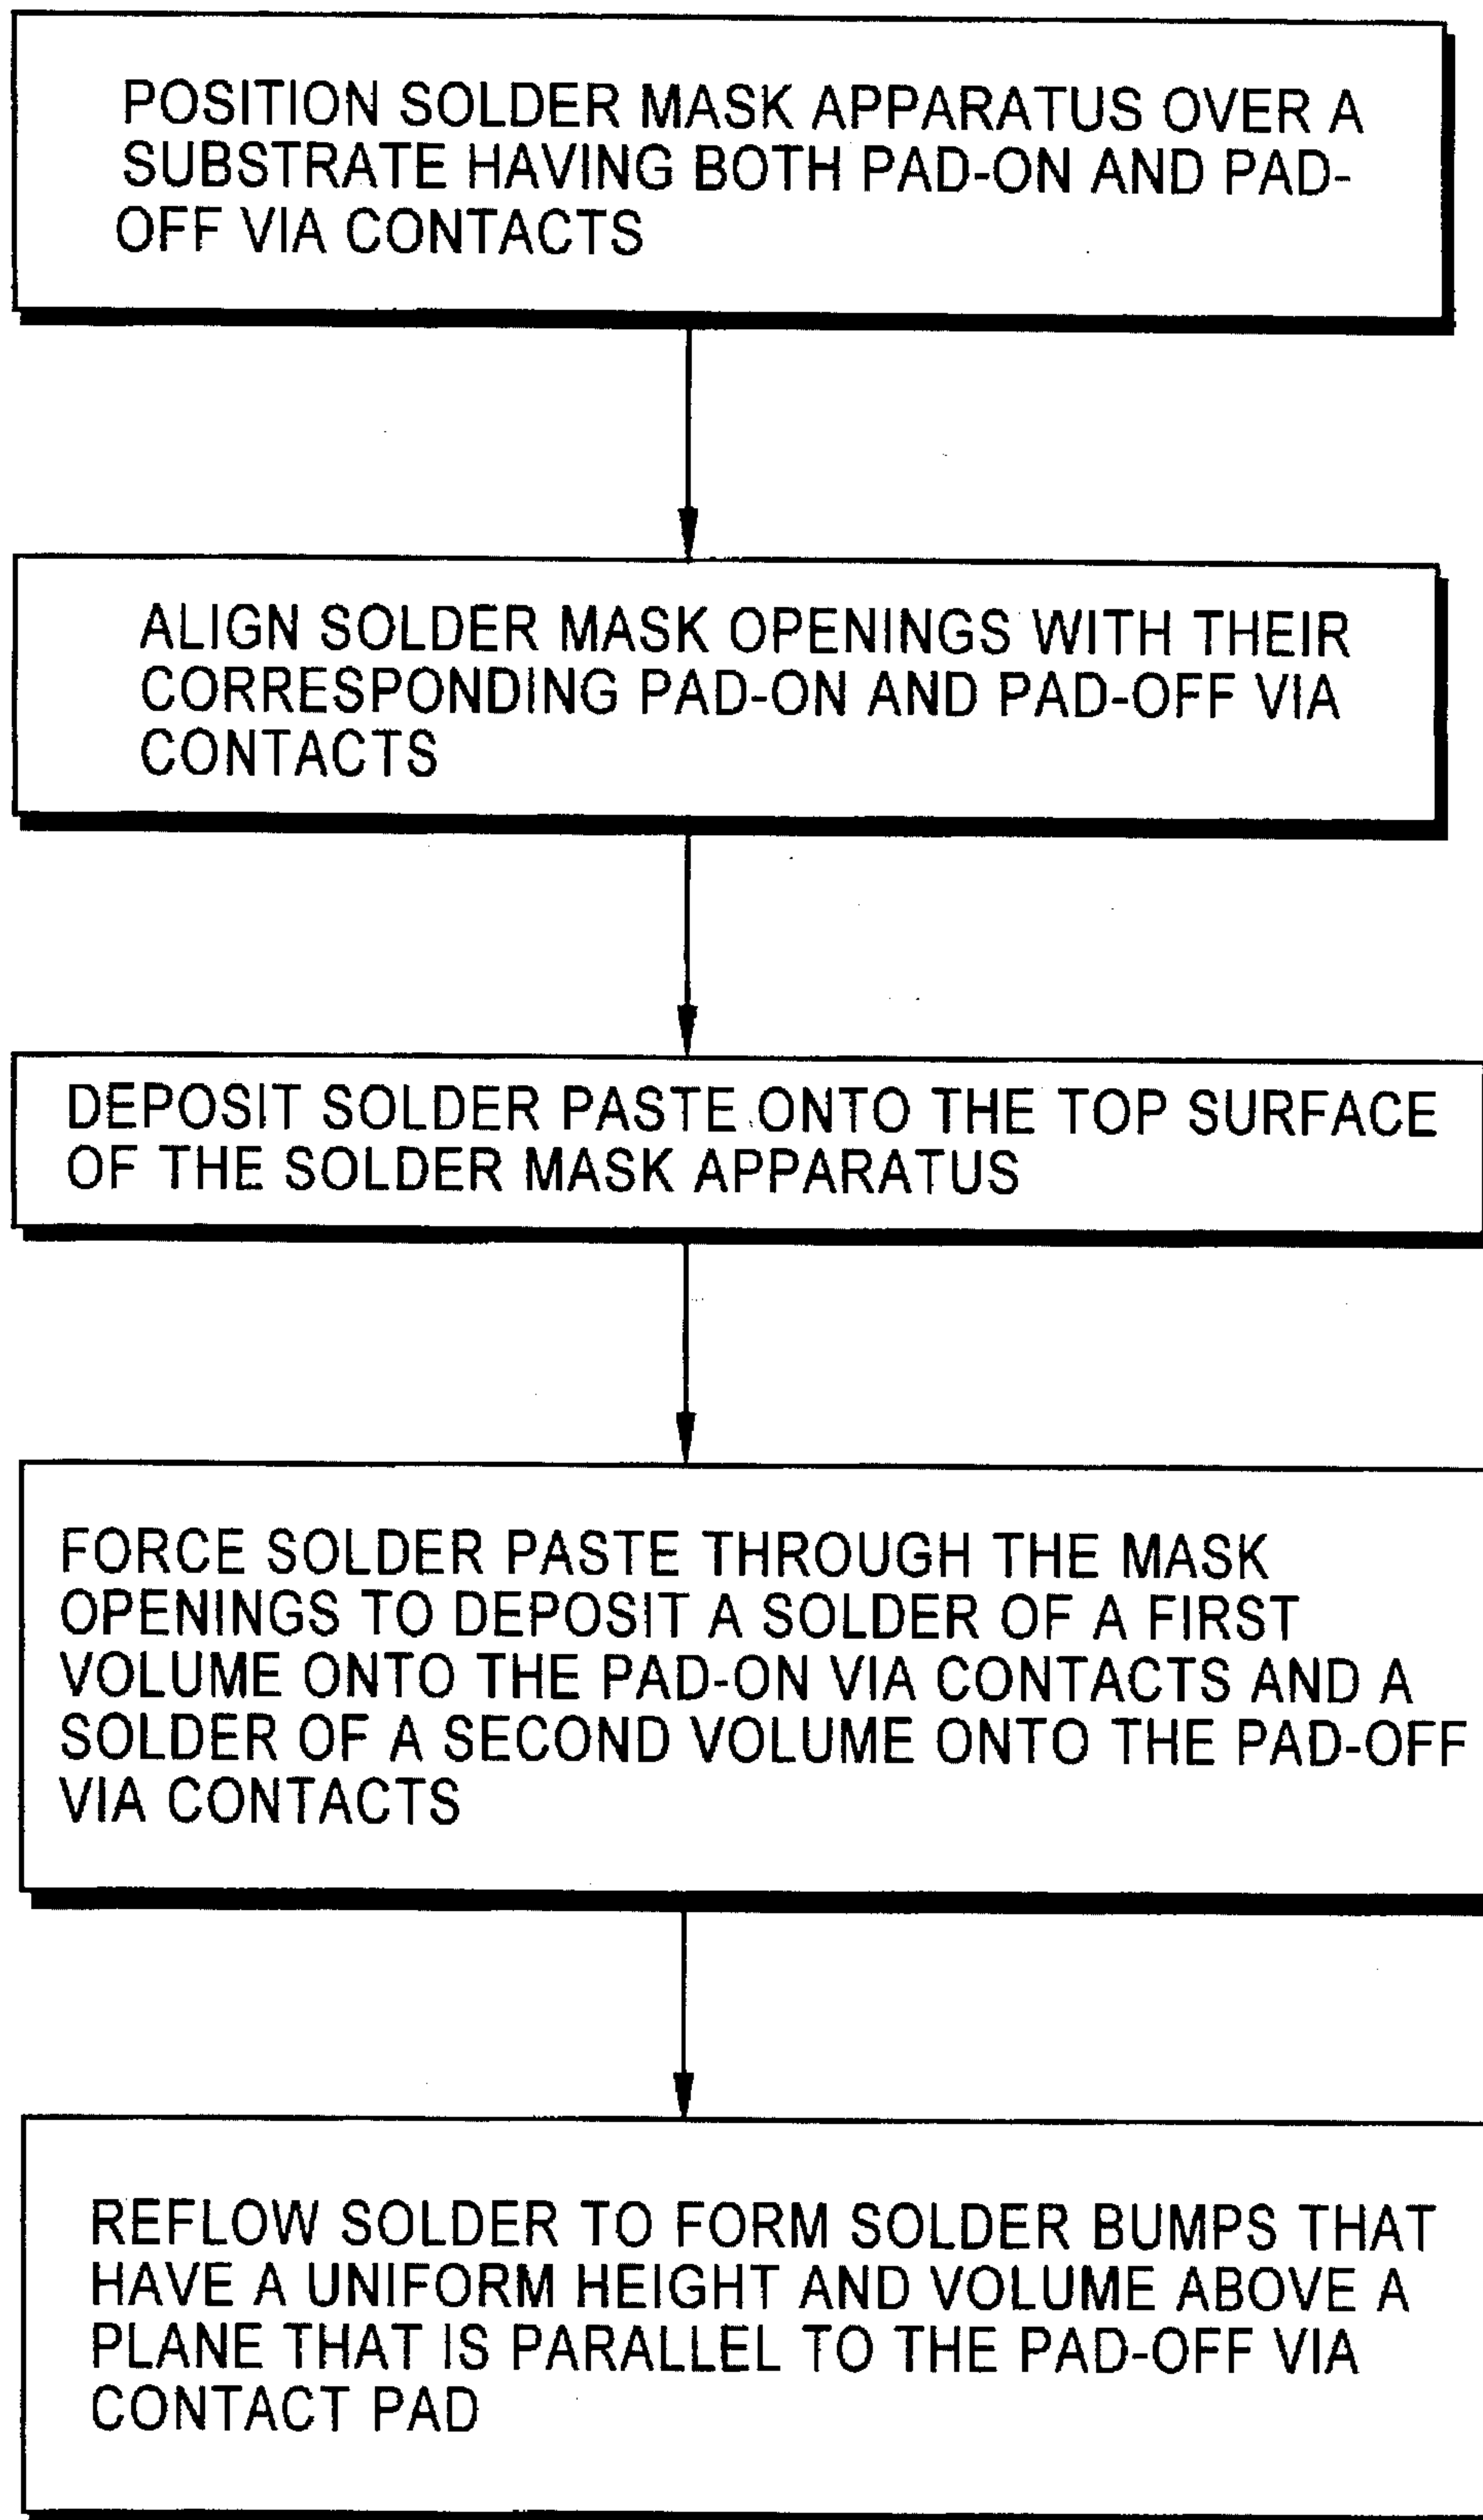 POSITION SOLDER MASK APPARATUS OVER A
SUBSTRATE HAVING BOTH PAD-ON AND PAD-
OFF VIA CONTACTS
ALIGN SOLDER MASK OPENINGS WITH THEIR
CORRESPONDING PAD-ON AND PAD-OFF VIA
CONTACTS
DEPOSIT SOLDER PASTE ONTO THE TOP SURFACE
OF THE SOLDER MASK APPARATUS
FORCE SOLDER PASTE THROUGH THE MASK
OPENINGS TO DEPOSIT A SOLDER OF A FIRST
VOLUME ONTO THE PAD-ON VIA CONTACTS AND A
SOLDER OF A SECOND VOLUME ONTO THE PAD-OFF
VIA CONTACTS
REFLOW SOLDER TO FORM SOLDER BUMPS THAT
HAVE A UNIFORM HEIGHT AND VOLUME ABOVE A
PLANE THAT IS PARALLEL TO THE PAD-OFF VIA
CONTACT PAD